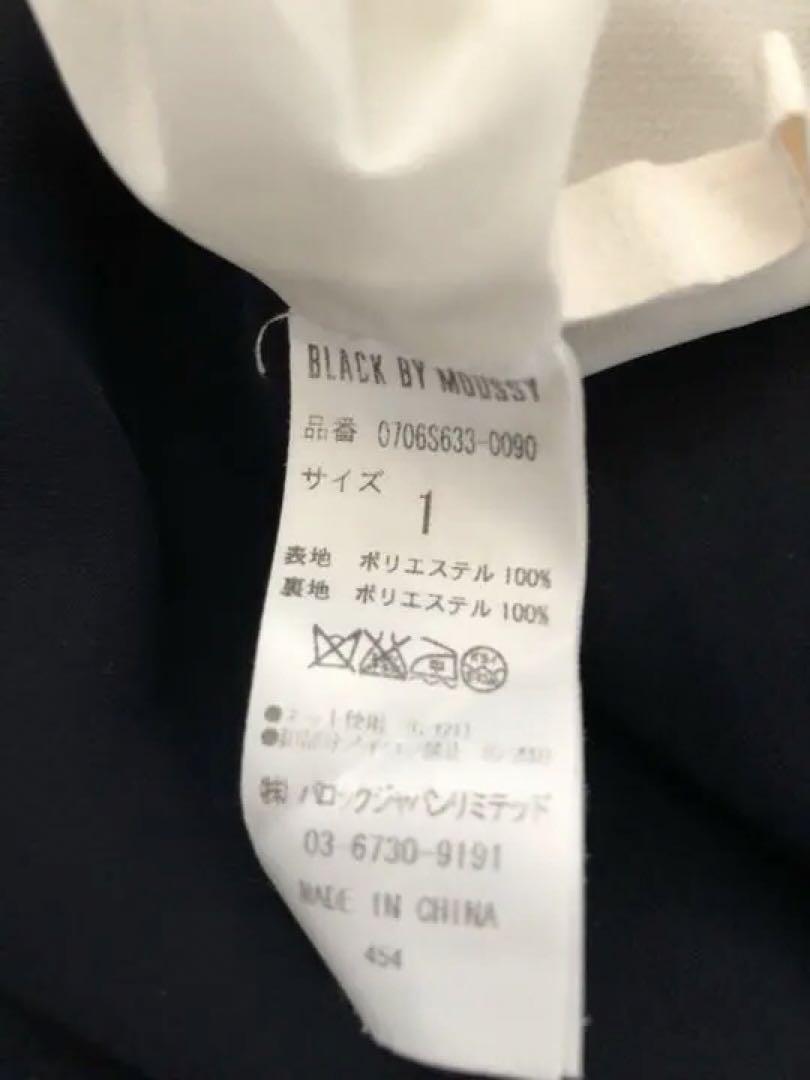 BLACK BY MOUSSY
品番 0706S633-0090
サイズ 1
表地 ポリエステル 100%
裏地 ポリエステル 100%
㈱バロックジャパンリミテッド
03-6730-9191
MADE IN CHINA
454